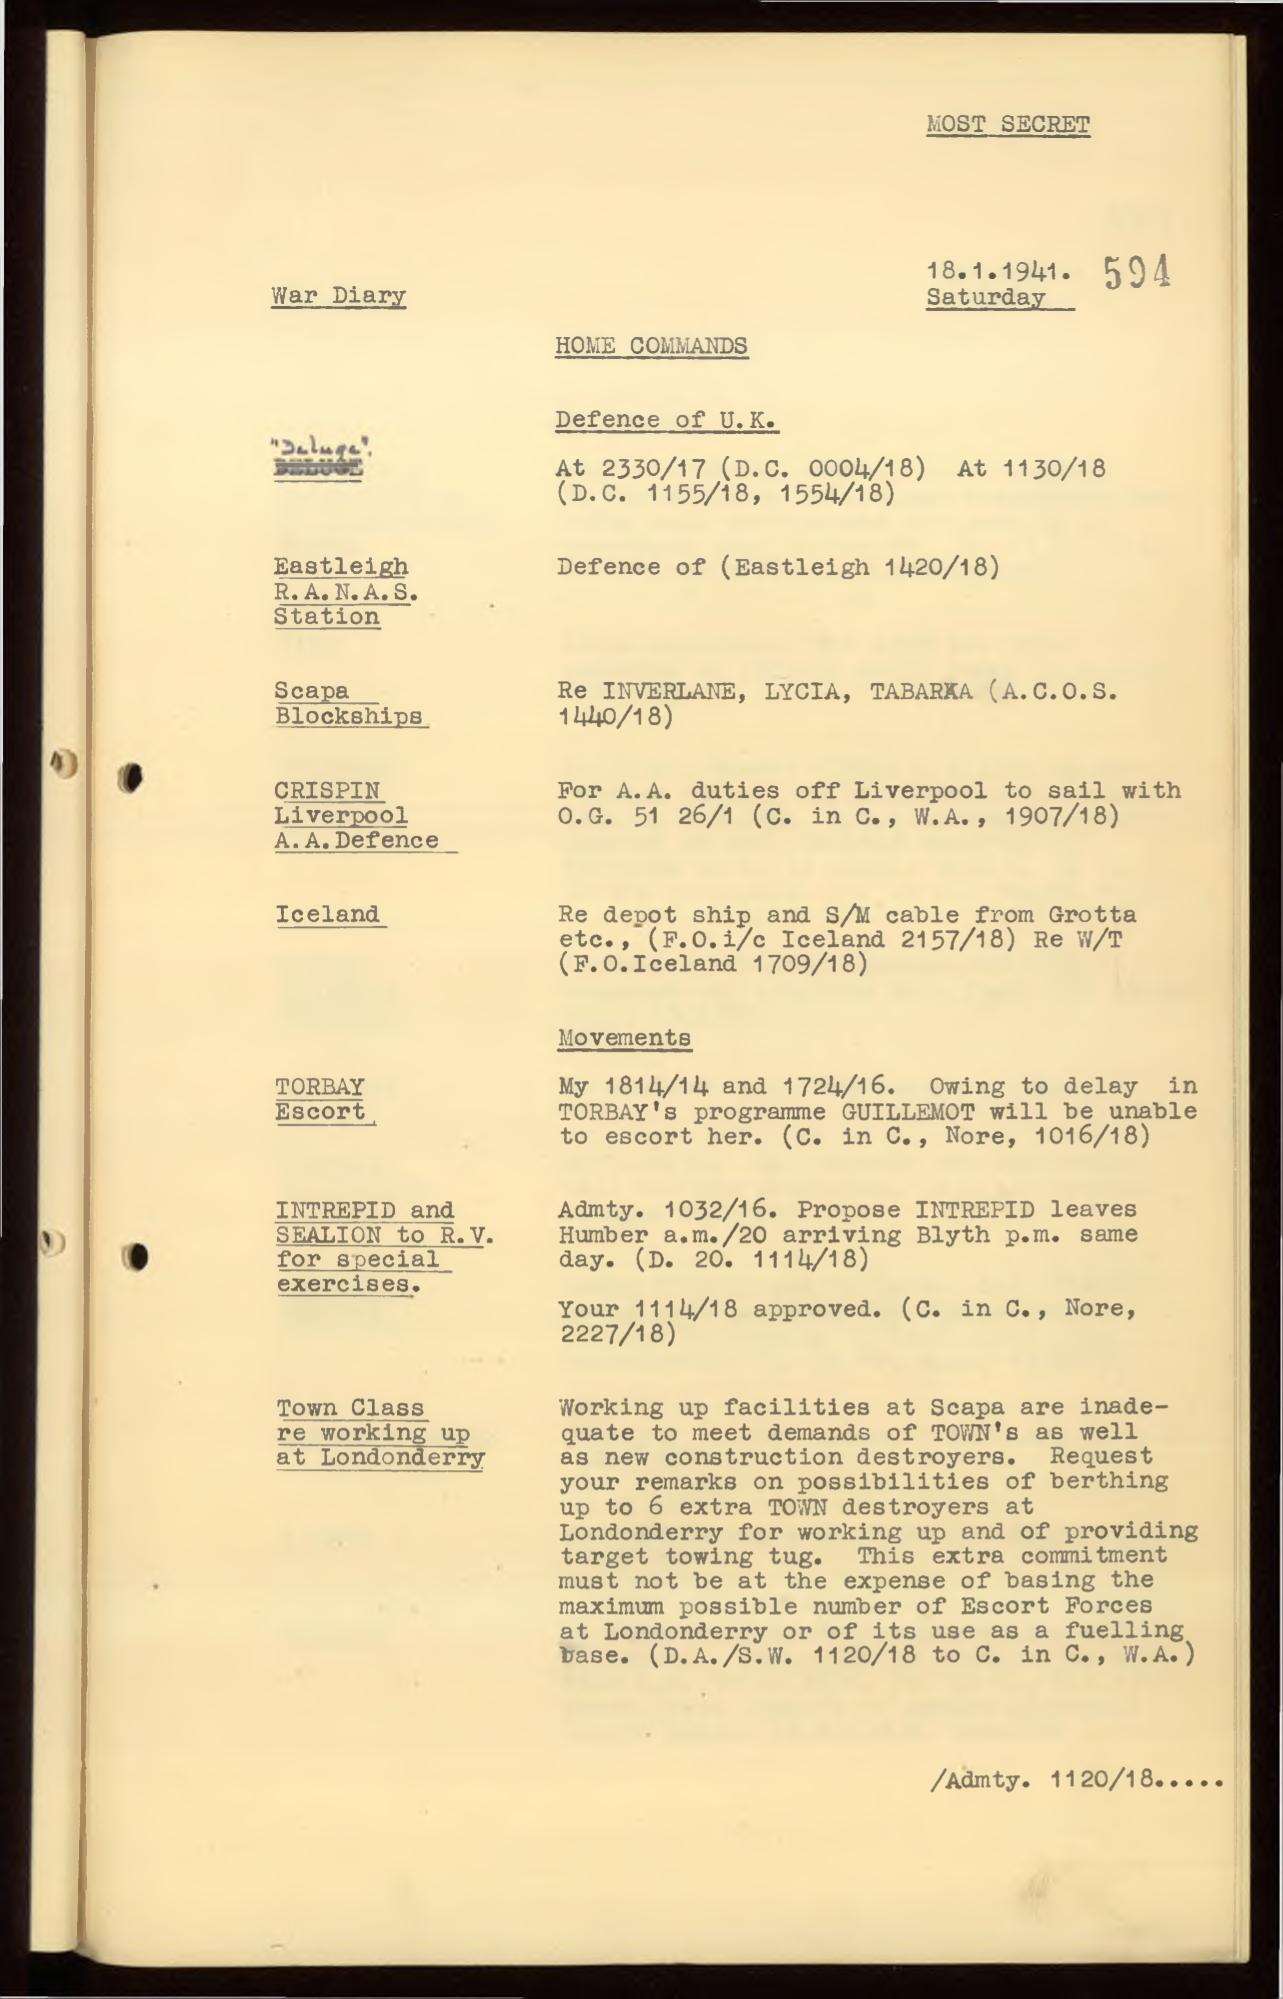 MOST SECRET
18.1.1941. 594
War Diary
Saturday
HOME COMMANDS
Defence of U.K.
"Deluge".
DELUGE
At 2330/17 (D.C. 0004/18) At 1130/18
(D.C. 1155/18, 1554/18)
Eastleigh
R.A.N.A.S.
Station
Defence of (Eastleigh 1420/18)
Scapa
Blockships
Re INVERLANE, LYCIA, TABARKA (A.C.O.S.
1440/18)
CRISPIN
Liverpool
A.A.Defence
For A.A. duties off Liverpool to sail with
O.G. 51 26/1 (C. in C., W.A., 1907/18)
Iceland
Re depot ship and S/M cable from Grotta
etc., (F.O.i/c Iceland 2157/18) Re W/T
(F.O.Iceland 1709/18)
Movements
TORBAY
Escort
My 1814/14 and 1724/16. Owing to delay in
TORBAY's programme GUILLEMOT will be unable
to escort her. (C. in C., Nore, 1016/18)
INTREPID and
SEALION to R.V.
for special
exercises.
Admty. 1032/16. Propose INTREPID leaves
Humber a.m./20 arriving Blyth p.m. same
day. (D. 20. 1114/18)
Your 1114/18 approved. (C. in C., Nore,
2227/18)
Town Class
re working up
at Londonderry
Working up facilities at Scapa are inade-
quate to meet demands of TOWN's as well
as new construction destroyers. Request
your remarks on possibilities of berthing
up to 6 extra TOWN destroyers at
Londonderry for working up and of providing
target towing tug. This extra commitment
must not be at the expense of basing the
maximum possible number of Escort Forces
at Londonderry or of its use as a fuelling
base. (D.A./S.W. 1120/18 to C. in C., W.A.)
/Admty. 1120/18.....